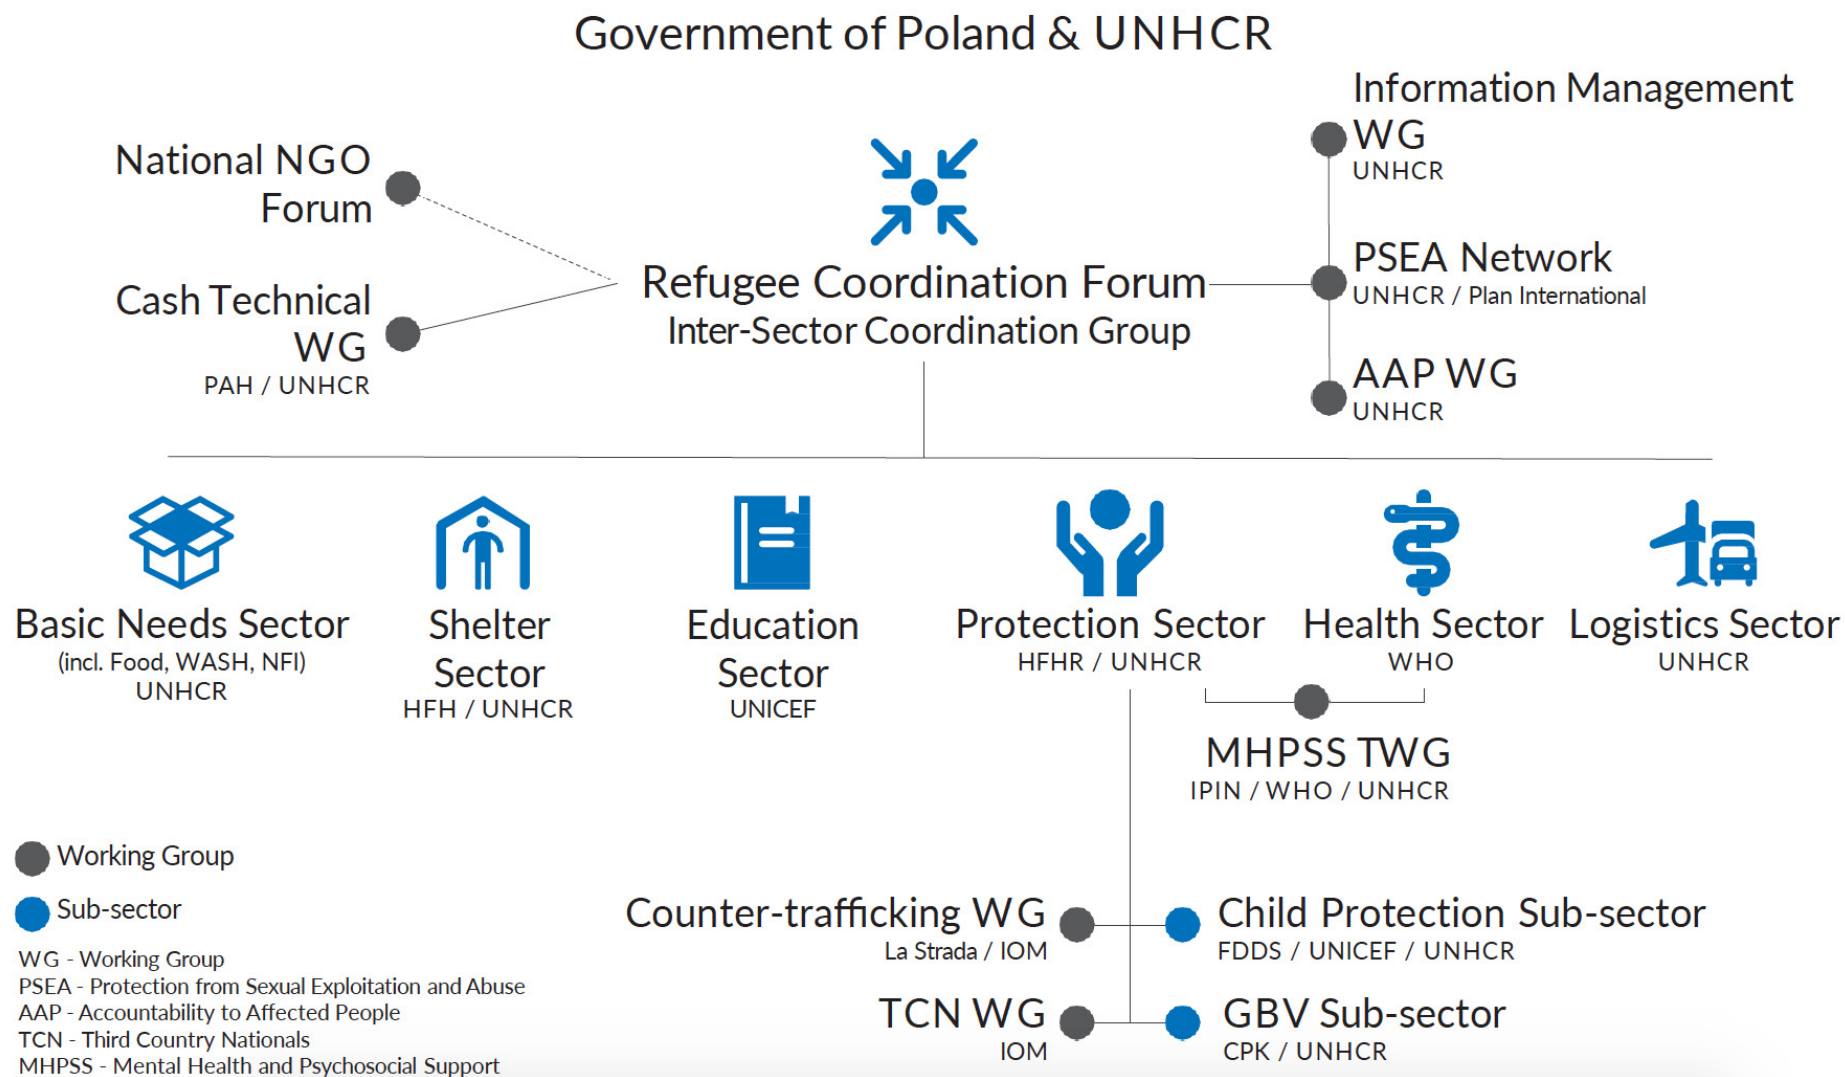 Government of Poland & UNHCR
National NGO
Forum
Cash Technical
WG
PAH / UNHCR
Refugee Coordination Forum
Inter-Sector Coordination Group
Information Management
WG
UNHCR
PSEA Network
UNHCR / Plan International
AAP WG
UNHCR
Basic Needs Sector
(incl. Food, WASH, NFI)
UNHCR
Shelter
Sector
HFH / UNHCR
Education
Sector
UNICEF
Protection Sector
HFHR / UNHCR
Health Sector
WHO
Logistics Sector
UNHCR
MHPSS TWG
IPIN / WHO / UNHCR
Counter-trafficking WG
La Strada / IOM
Child Protection Sub-sector
FDDS / UNICEF / UNHCR
TCN WG
IOM
GBV Sub-sector
CPK / UNHCR
Working Group
Sub-sector
WG - Working Group
PSEA - Protection from Sexual Exploitation and Abuse
AAP - Accountability to Affected People
TCN - Third Country Nationals
MHPSS - Mental Health and Psychosocial Support